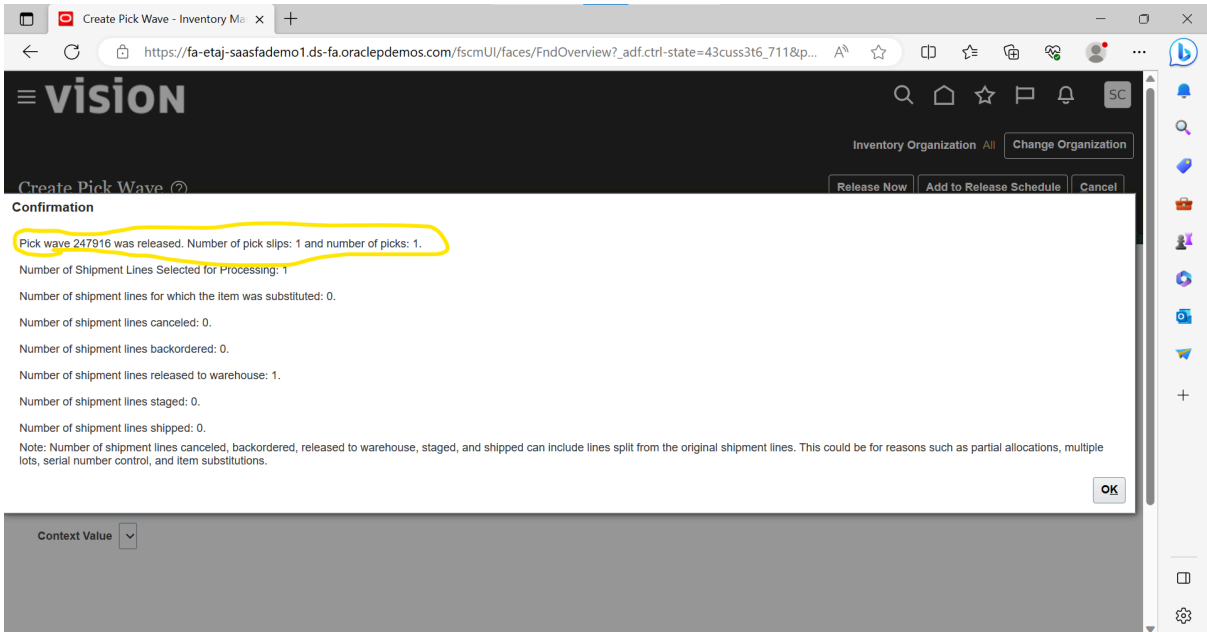 Create Pick Wave - Inventory Ma
https://fa-etaj-saasfademo1.ds-fa.oraclepdemos.com/fscmUI/faces/FndOverview?_adf.ctrl-state=43cuss3t6_711&p...
VISION
SC
Inventory Organization All Change Organization
Create Pick Wave
Release Now Add to Release Schedule Cancel
Confirmation
Pick wave 247916 was released. Number of pick slips: 1 and number of picks: 1.
Number of Shipment Lines Selected for Processing: 1
Number of shipment lines for which the item was substituted: 0.
Number of shipment lines canceled: 0.
Number of shipment lines backordered: 0.
Number of shipment lines released to warehouse: 1.
Number of shipment lines staged: 0.
Number of shipment lines shipped: 0.
Note: Number of shipment lines canceled, backordered, released to warehouse, staged, and shipped can include lines split from the original shipment lines. This could be for reasons such as partial allocations, multiple
lots, serial number control, and item substitutions.
OK
Context Value